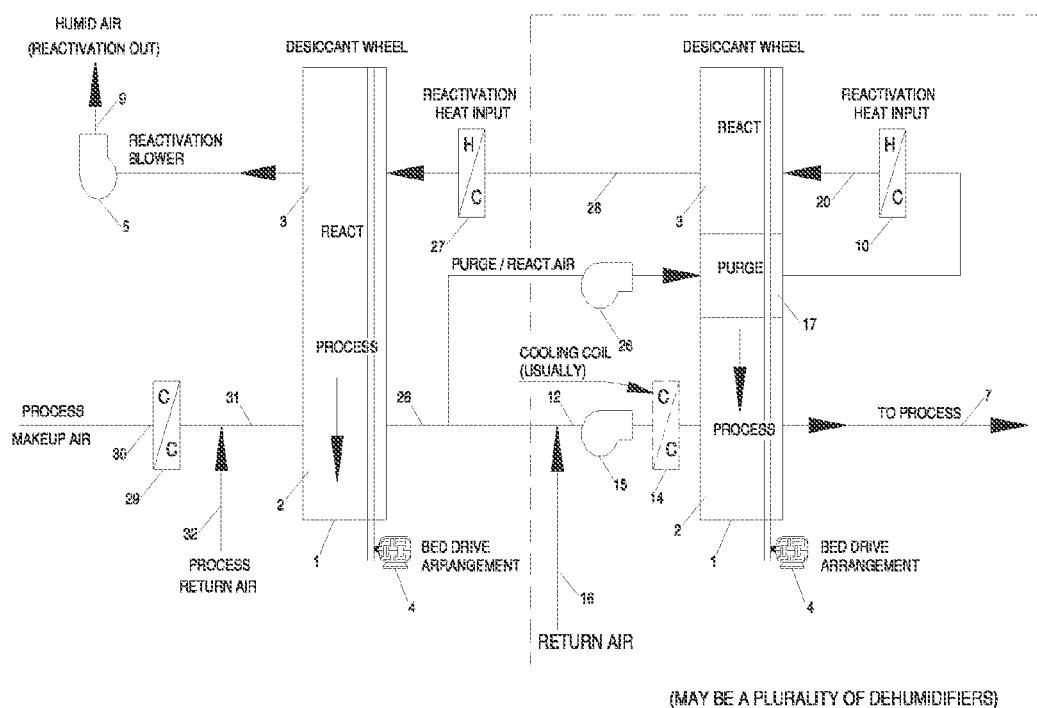 HUMID AIR
(REACTIVATION OUT)
9
REACTIVATION
BLOWER
5
DESICCANT WHEEL
3
REACT
PROCESS
REACTIVATION
HEAT INPUT
H
C
27
28
DESICCANT WHEEL
REACT
3
REACTIVATION
HEAT INPUT
H
C
20
10
PURGE / REACT AIR
26
PURGE
17
COOLING COIL
(USUALLY)
PROCESS
MAKEUP AIR
30
C
C
29
31
32
PROCESS
RETURN AIR
2
1
BED DRIVE
ARRANGEMENT
4
26
12
15
C
C
14
16
RETURN AIR
PROCESS
TO PROCESS
7
2
1
BED DRIVE
ARRANGEMENT
4
(MAY BE A PLURALITY OF DEHUMIDIFIERS)